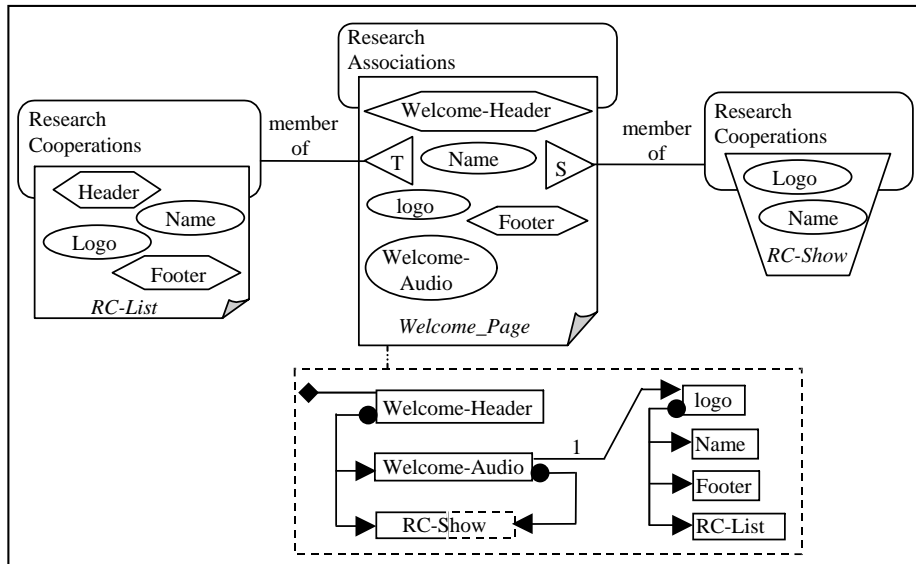 Research
Associations
Welcome-Header
T
Name
S
logo
Footer
Welcome-
Audio
Welcome_Page
member
of
member
of
Research
Cooperations
Header
Name
Logo
Footer
RC-List
Research
Cooperations
Logo
Name
RC-Show
Welcome-Header
Welcome-Audio
1
RC-Show
logo
Name
Footer
RC-List